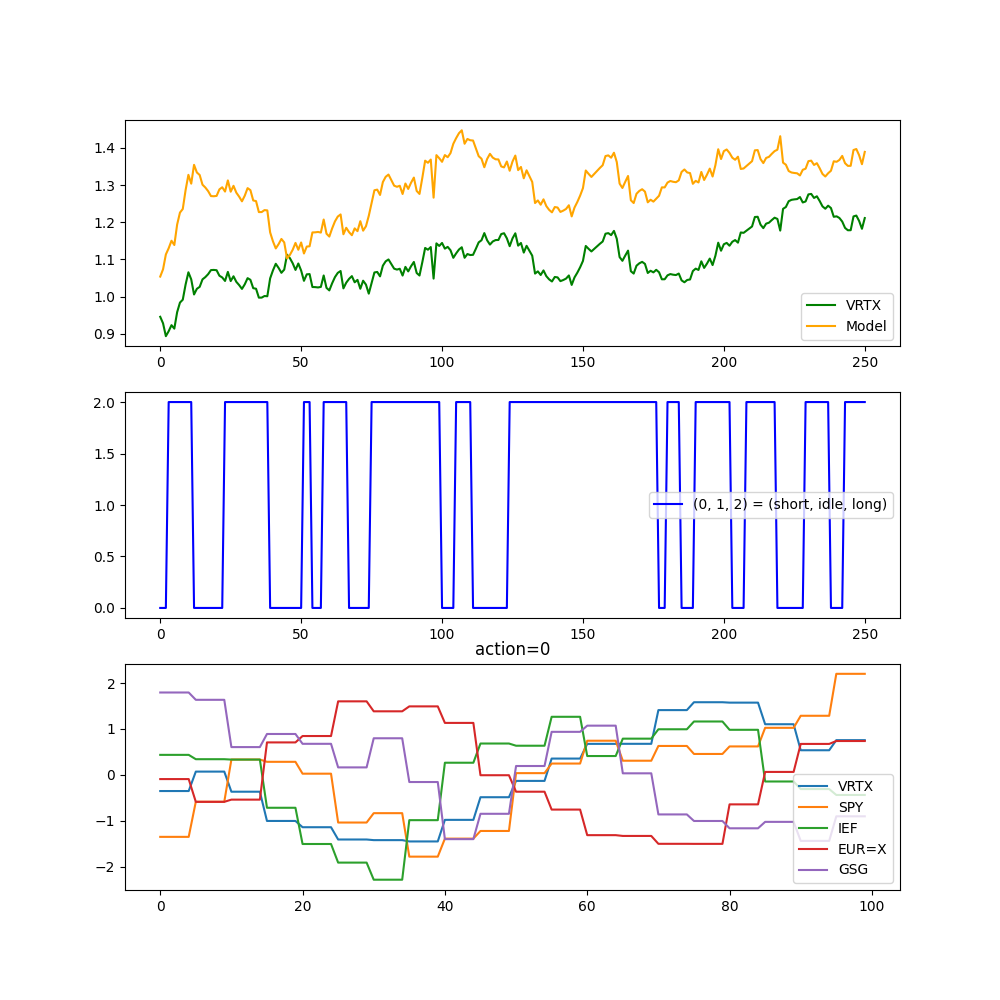 1.4
1.3
1.2
1.1
1.0
0.9
VRTX
Model
0 50 100 150 200 250
2.0
1.5
1.0
0.5
0.0
(0, 1, 2) = (short, idle, long)
0 50 100 150 200 250
action=0
2
1
0
−1
−2
VRTX
SPY
IEF
EUR=X
GSG
0 20 40 60 80 100